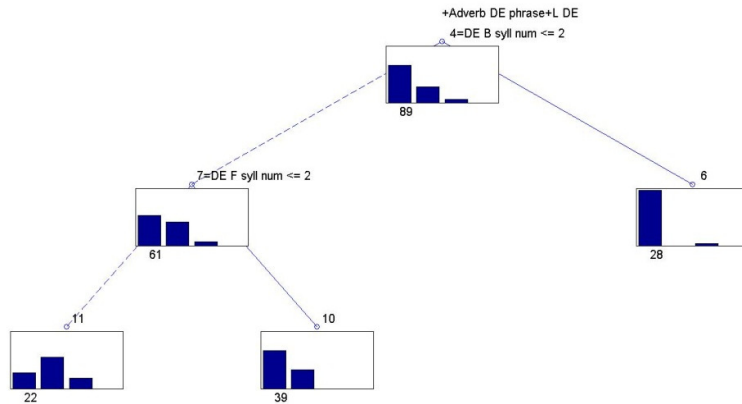 +Adverb DE phrase+L DE
4=DE B syll num <= 2
89
7=DE F syll num <= 2
6
61
28
11
10
22
39